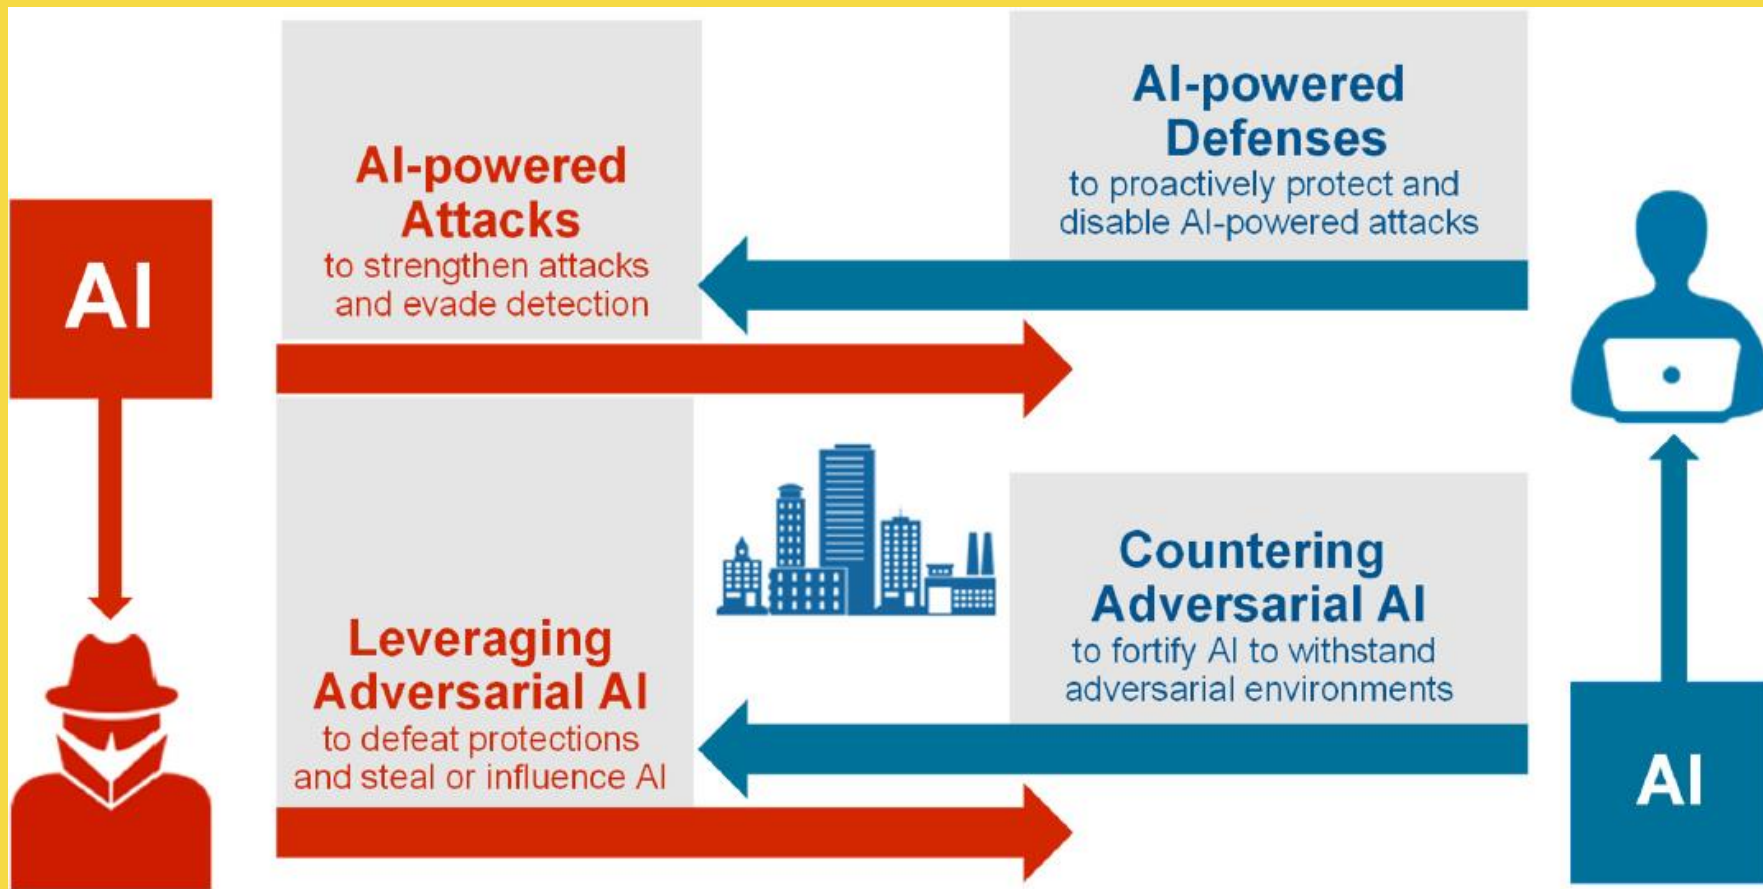 AI
AI-powered
Attacks
to strengthen attacks
and evade detection
AI-powered
Defenses
to proactively protect and
disable AI-powered attacks
Leveraging
Adversarial AI
to defeat protections
and steal or influence AI
Countering
Adversarial AI
to fortify AI to withstand
adversarial environments
AI